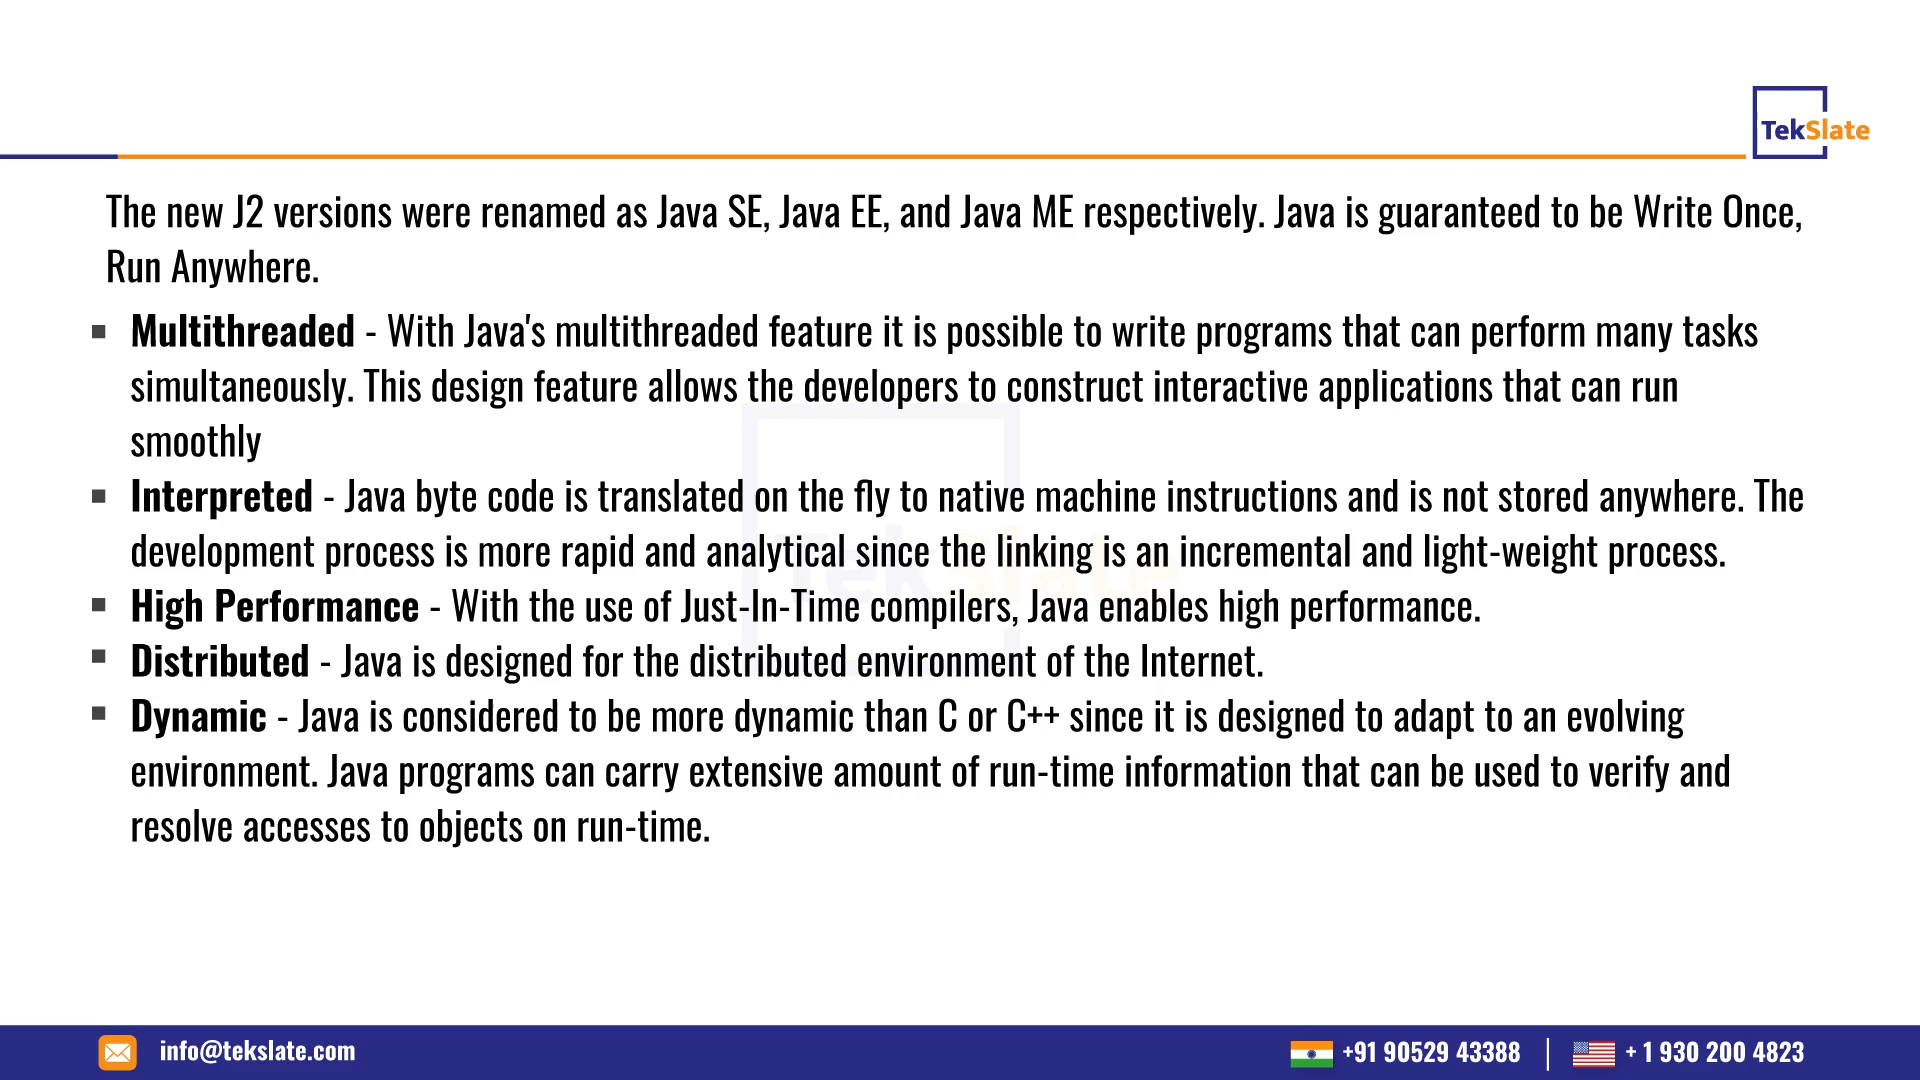 TekSlate
The new J2 versions were renamed as Java SE, Java EE, and Java ME respectively. Java is guaranteed to be Write Once,
Run Anywhere.
▪ Multithreaded - With Java's multithreaded feature it is possible to write programs that can perform many tasks
simultaneously. This design feature allows the developers to construct interactive applications that can run
smoothly
▪ Interpreted - Java byte code is translated on the fly to native machine instructions and is not stored anywhere. The
development process is more rapid and analytical since the linking is an incremental and light-weight process.
▪ High Performance - With the use of Just-In-Time compilers, Java enables high performance.
▪ Distributed - Java is designed for the distributed environment of the Internet.
▪ Dynamic - Java is considered to be more dynamic than C or C++ since it is designed to adapt to an evolving
environment. Java programs can carry extensive amount of run-time information that can be used to verify and
resolve accesses to objects on run-time.
TekSlate
info@tekslate.com
+91 90529 43388
+ 1 930 200 4823